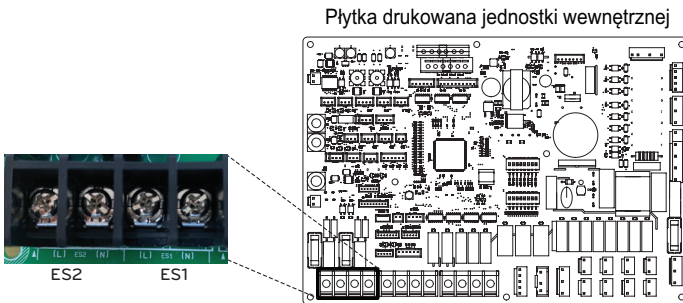 Płytka drukowana jednostki wewnętrznej
(L) ES2 (N) (L) ES1 (N)
ES2 ES1